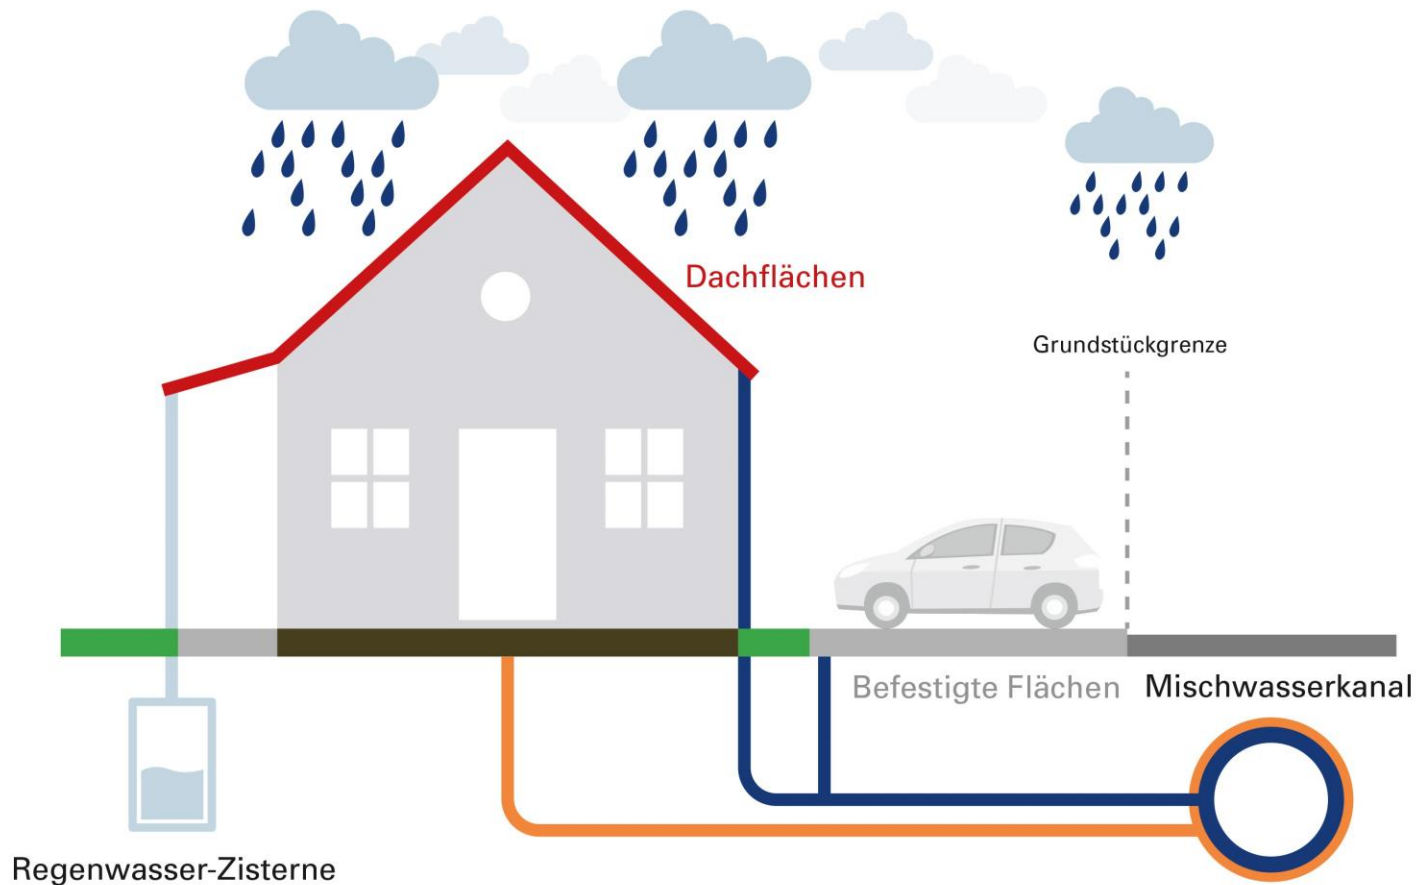 Dachflächen
Grundstückgrenze
Befestigte Flächen
Mischwasserkanal
Regenwasser-Zisterne